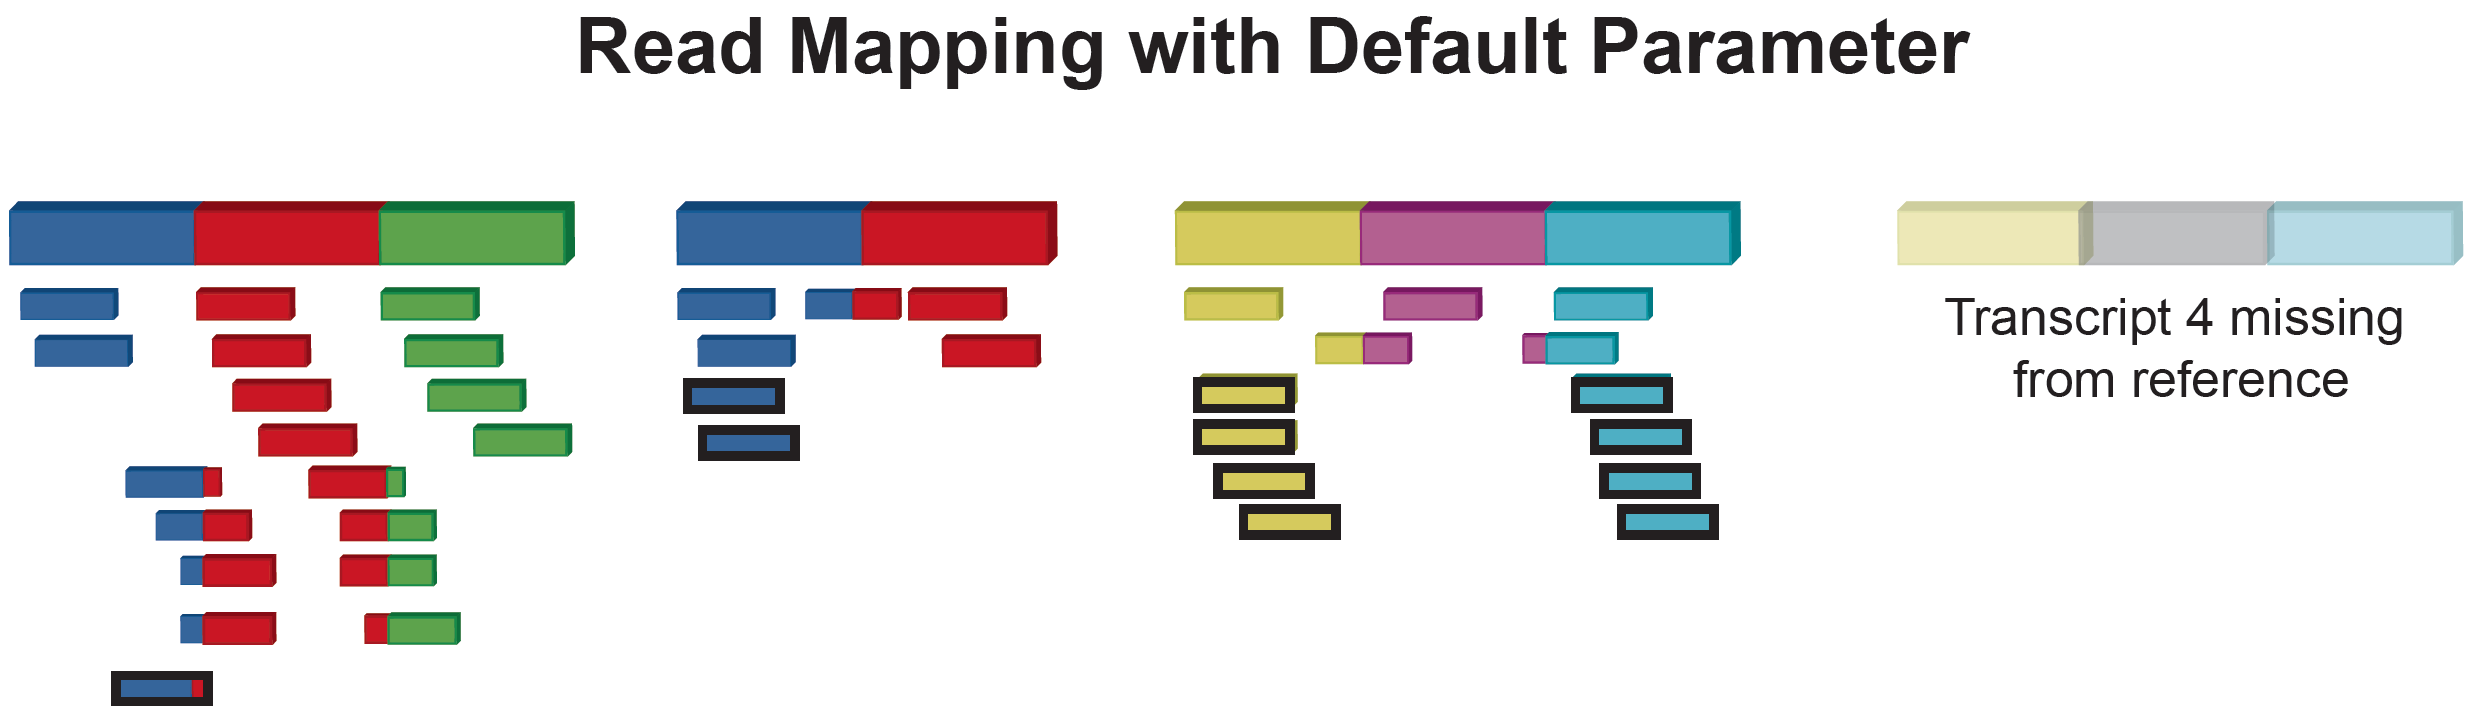 Read Mapping with Default Parameter
Transcript 4 missing
from reference